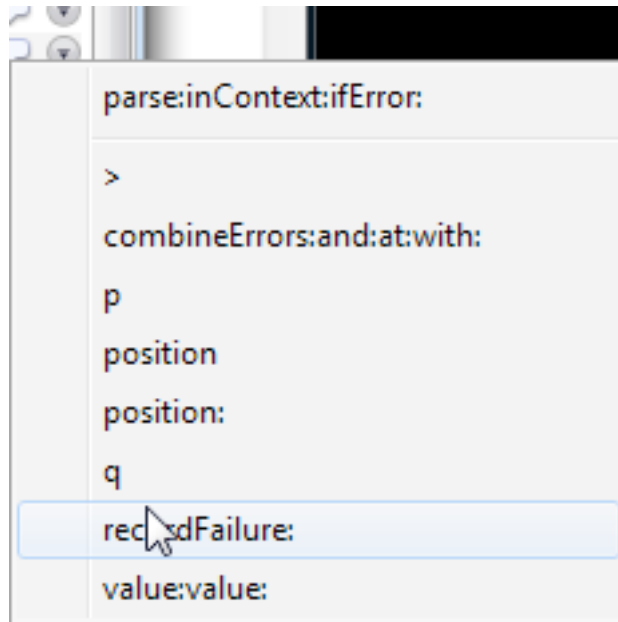 parse:inContext:ifError:
>
combineErrors:and:at:with:
p
position
position:
q
recordFailure:
value:value: